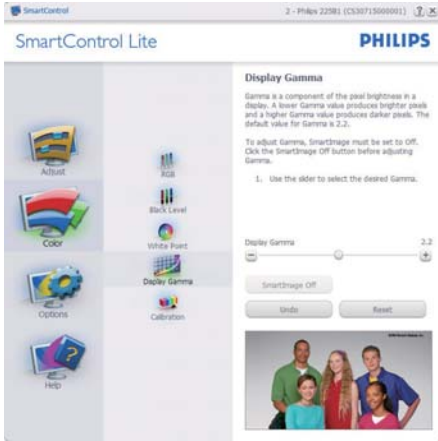 SmartControl
2 - Philips 225B1 (CS30715000001)
SmartControl Lite
PHILIPS
Adjust
Color
Options
Help
RGB
Black Level
White Point
Display Gamma
Calibration
Display Gamma
Gamma is a component of the pixel brightness in a
display. A lower Gamma value produces brighter pixels
and a higher Gamma value produces darker pixels. The
default value for Gamma is 2.2.
To adjust Gamma, SmartImage must be set to Off.
Click the SmartImage Off button before adjusting
Gamma.
1. Use the slider to select the desired Gamma.
Display Gamma 2.2
SmartImage Off
Undo Reset